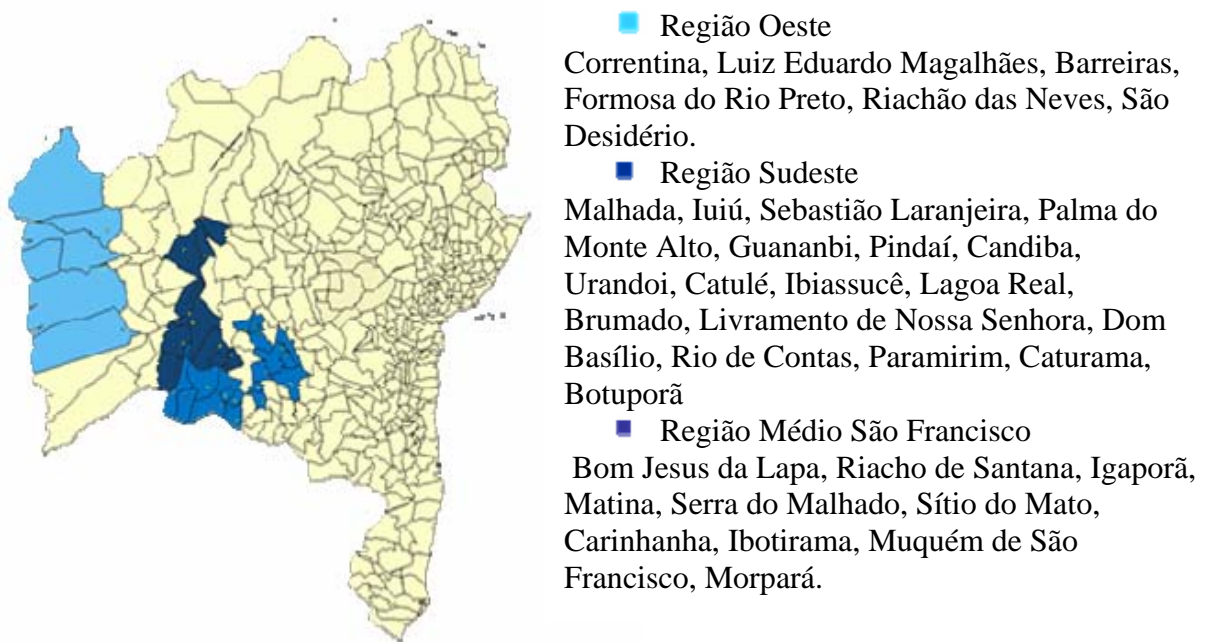 Região Oeste
Correntina, Luiz Eduardo Magalhães, Barreiras,
Formosa do Rio Preto, Riachão das Neves, São
Desidério.
Região Sudeste
Malhada, Iuiú, Sebastião Laranjeira, Palma do
Monte Alto, Guananbi, Pindaí, Candiba,
Urandoi, Catulé, Ibiassucê, Lagoa Real,
Brumado, Livramento de Nossa Senhora, Dom
Basílio, Rio de Contas, Paramirim, Caturama,
Botuporã
Região Médio São Francisco
Bom Jesus da Lapa, Riacho de Santana, Igaporã,
Matina, Serra do Malhado, Sítio do Mato,
Carinhanha, Ibotirama, Muquém de São
Francisco, Morpará.